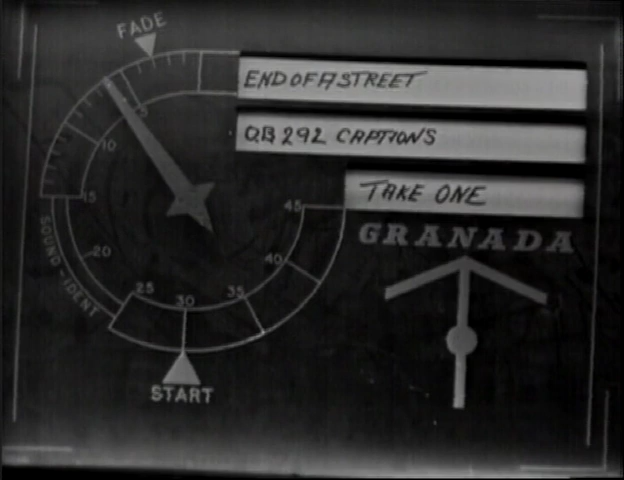 FADE
END OF A STREET
Q.B 292 CAPTIONS
TAKE ONE
GRANADA
5
10
15
20
25
30
35
40
45
SOUND-IDENT
START